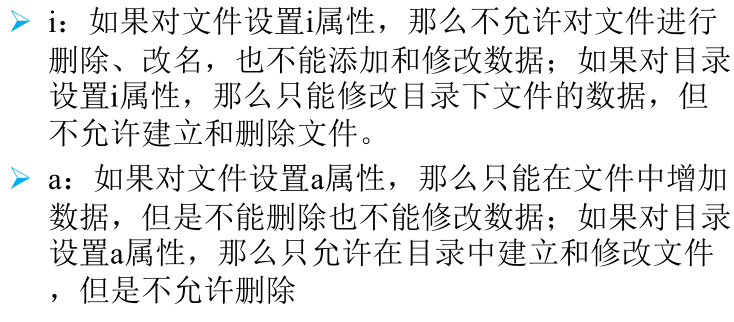 ➢ i：如果对文件设置i属性，那么不允许对文件进行
删除、改名，也不能添加和修改数据；如果对目录
设置i属性，那么只能修改目录下文件的数据，但
不允许建立和删除文件。
➢ a：如果对文件设置a属性，那么只能在文件中增加
数据，但是不能删除也不能修改数据；如果对目录
设置a属性，那么只允许在目录中建立和修改文件
，但是不允许删除